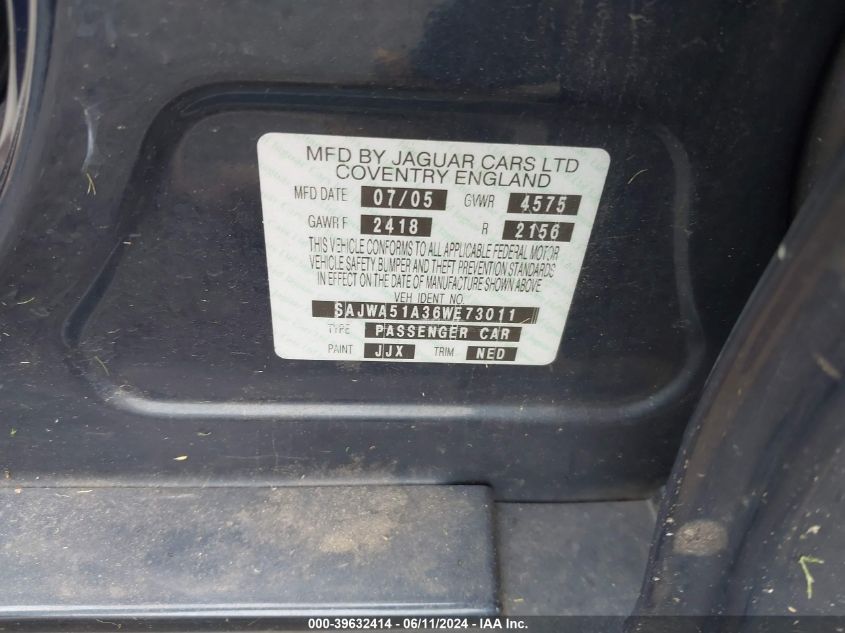 MFD BY JAGUAR CARS LTD
COVENTRY ENGLAND
MFD DATE 07/05 GVWR 4575
GAWR F 2418 R 2156
THIS VEHICLE CONFORMS TO ALL APPLICABLE FEDERAL MOTOR
VEHICLE SAFETY BUMPER AND THEFT PREVENTION STANDARDS
IN EFFECT ON THE DATE OF MANUFACTURE SHOWN ABOVE
VEH IDENT NO.
SAJWA51A36WE73011
TYPE PASSENGER CAR
PAINT JJX TRIM NED
000-39632414 - 06/11/2024 - IAA Inc.